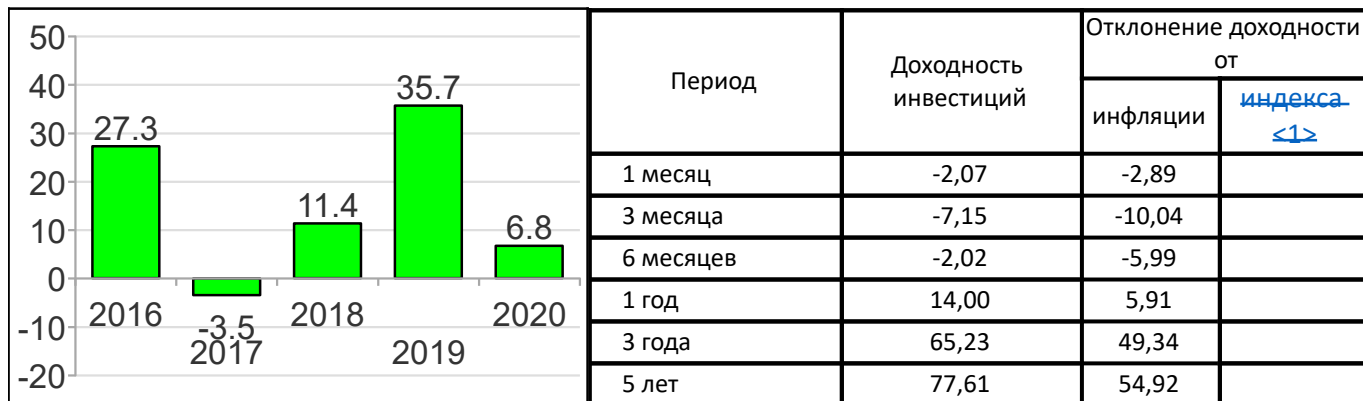 50
40
30
20
10
0
-10
-20
27.3
-3.5
11.4
35.7
6.8
2016
2017
2018
2019
2020
Период
Доходность
инвестиций
Отклонение доходности
от
инфляции
индекса
<1>
1 месяц -2,07 -2,89
3 месяца -7,15 -10,04
6 месяцев -2,02 -5,99
1 год 14,00 5,91
3 года 65,23 49,34
5 лет 77,61 54,92